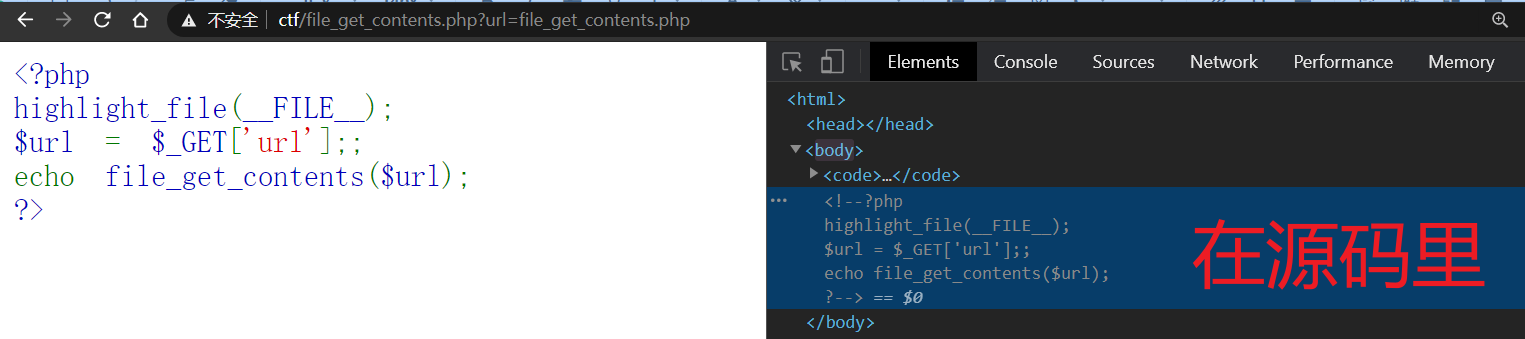 不安全 ctf/file_get_contents.php?url=file_get_contents.php
<?php
highlight_file(__FILE__);
$url = $_GET['url'];;
echo file_get_contents($url);
?>
Elements Console Sources Network Performance Memory
<html>
<head></head>
<body>
<code>…</code>
<!--?php
highlight_file(__FILE__);
$url = $_GET['url'];;
echo file_get_contents($url);
?--> == $0
</body>
在源码里